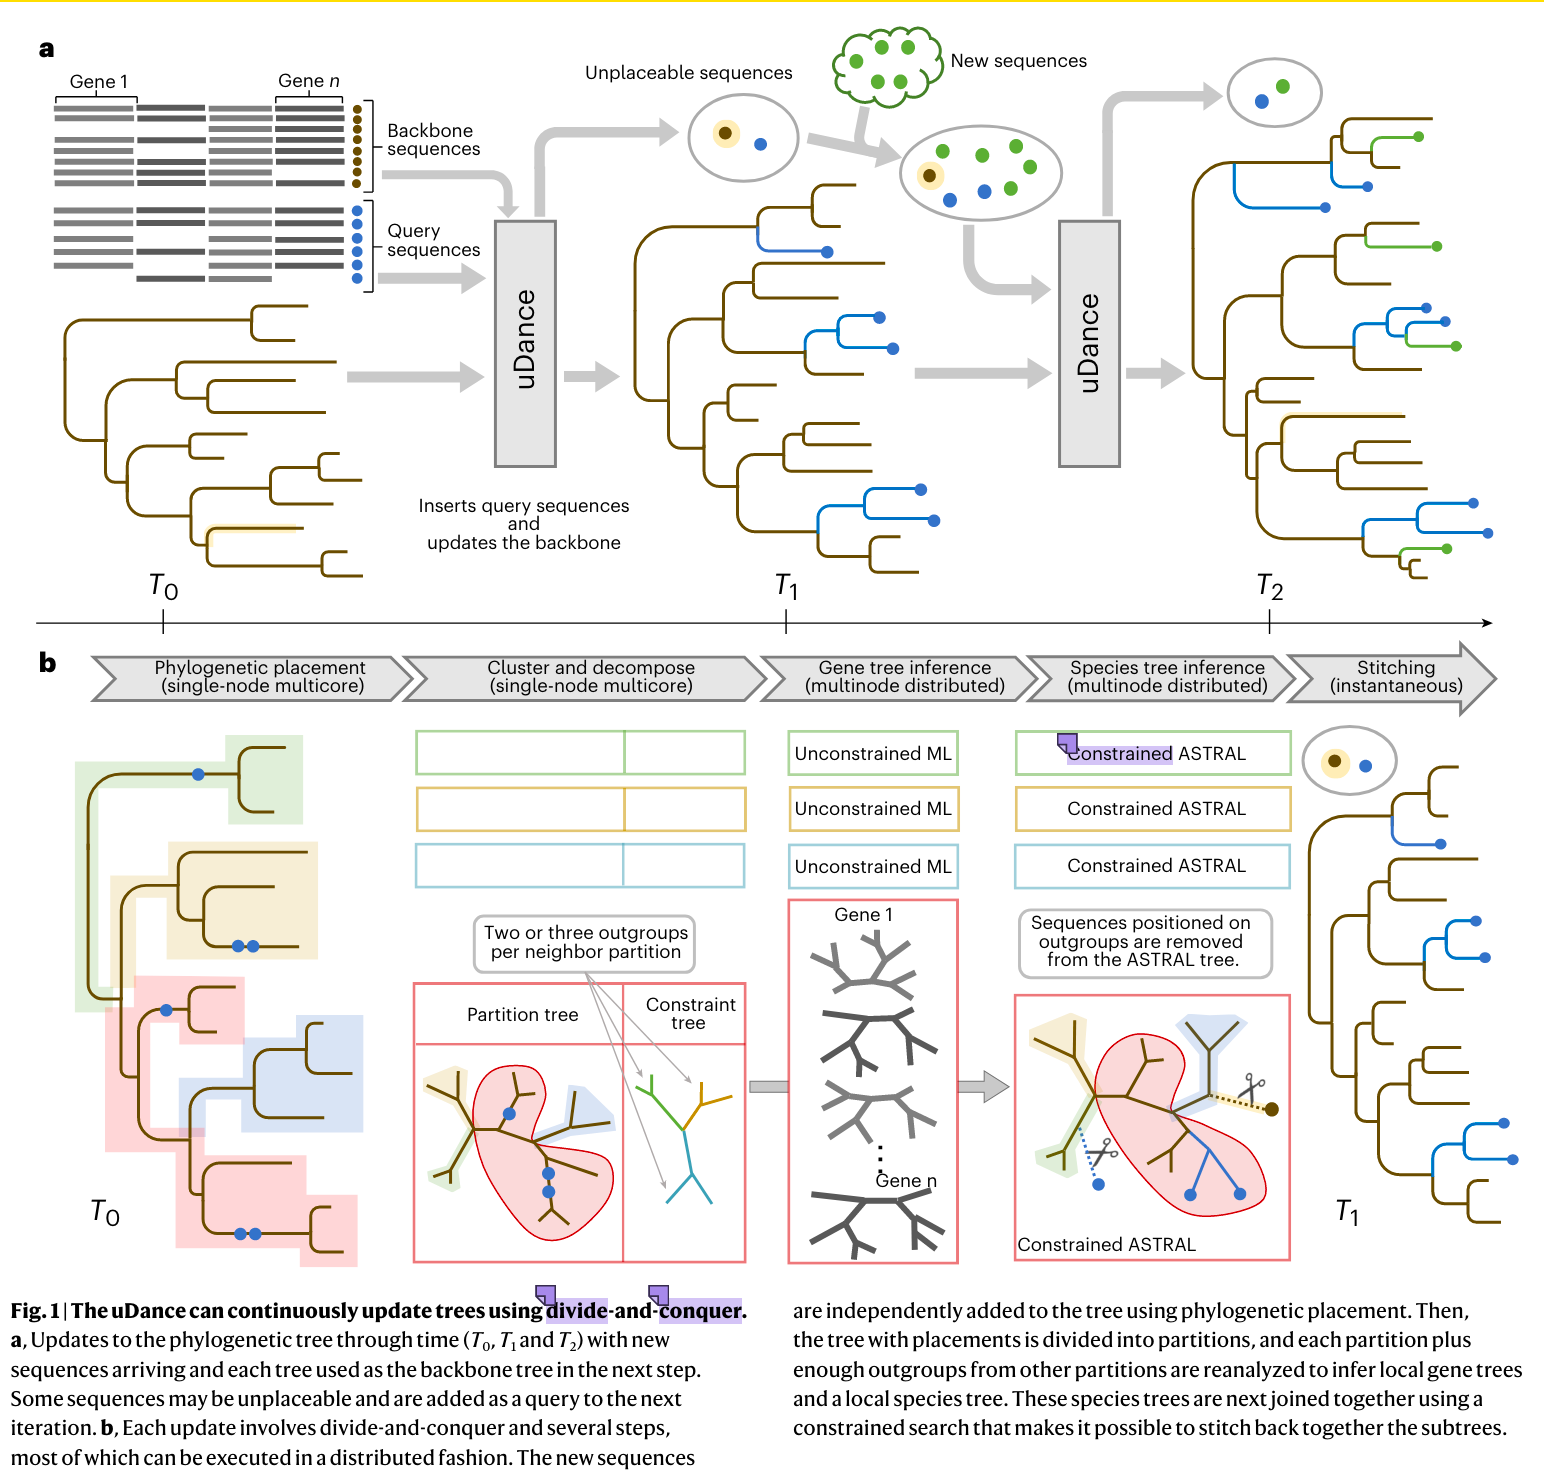 a
Gene 1
Gene n
Backbone
sequences
Query
sequences
Unplaceable sequences
New sequences
uDance
uDance
Inserts query sequences
and
updates the backbone
T0
T1
T2
b
Phylogenetic placement
(single-node multicore)
Cluster and decompose
(single-node multicore)
Gene tree inference
(multinode distributed)
Species tree inference
(multinode distributed)
Stitching
(instantaneous)
Unconstrained ML
Constrained ASTRAL
Unconstrained ML
Constrained ASTRAL
Unconstrained ML
Constrained ASTRAL
Two or three outgroups
per neighbor partition
Gene 1
Sequences positioned on
outgroups are removed
from the ASTRAL tree.
Partition tree
Constraint
tree
Gene n
T0
T1
Constrained ASTRAL
Fig. 1 | The uDance can continuously update trees using divide-and-conquer.
a, Updates to the phylogenetic tree through time (T0, T1 and T2) with new
sequences arriving and each tree used as the backbone tree in the next step.
Some sequences may be unplaceable and are added as a query to the next
iteration. b, Each update involves divide-and-conquer and several steps,
most of which can be executed in a distributed fashion. The new sequences
are independently added to the tree using phylogenetic placement. Then,
the tree with placements is divided into partitions, and each partition plus
enough outgroups from other partitions are reanalyzed to infer local gene trees
and a local species tree. These species trees are next joined together using a
constrained search that makes it possible to stitch back together the subtrees.